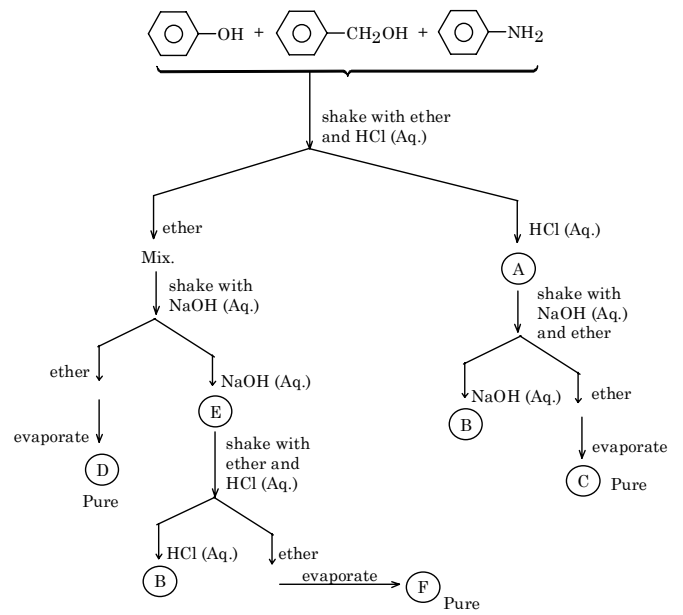 OH + CH2OH + NH2
shake with ether
and HCl (Aq.)
ether
HCl (Aq.)
Mix.
A
shake with
NaOH (Aq.)
shake with
NaOH (Aq.)
and ether
ether
NaOH (Aq.)
NaOH (Aq.)
ether
E
B
evaporate
shake with
ether and
HCl (Aq.)
evaporate
D
Pure
C Pure
HCl (Aq.)
ether
B
evaporate
F
Pure